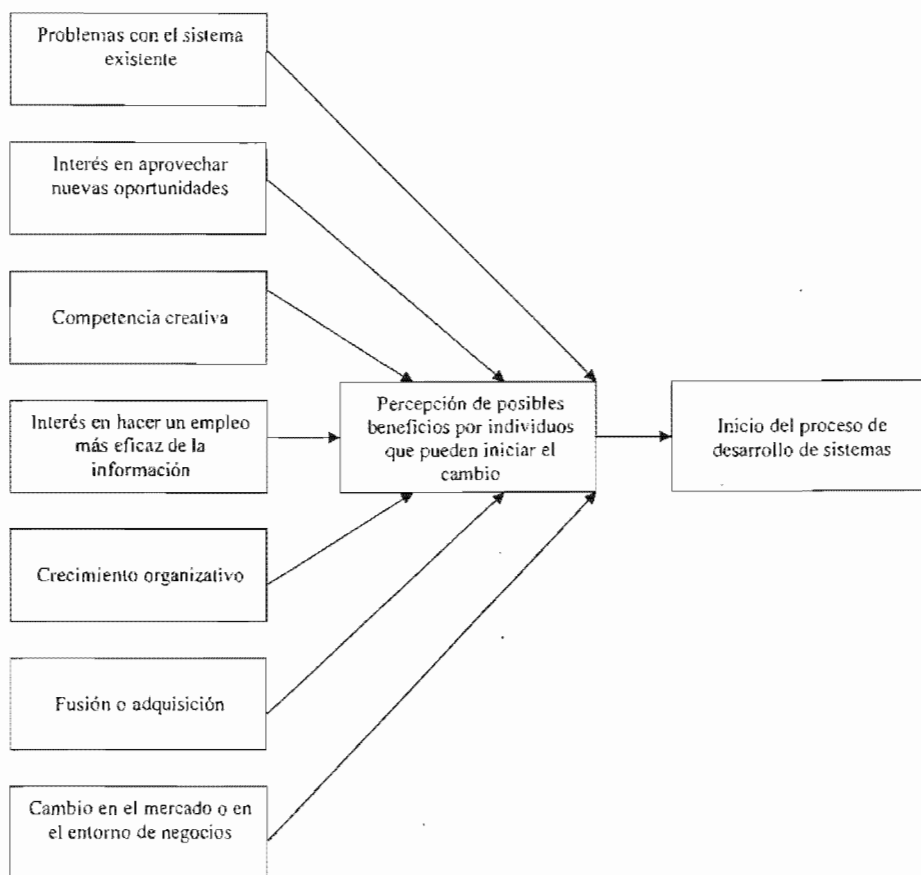 Problemas con el sistema
existente
Interés en aprovechar
nuevas oportunidades
Competencia creativa
Interés en hacer un empleo
más eficaz de la
información
Crecimiento organizativo
Fusión o adquisición
Cambio en el mercado o en
el entorno de negocios
Percepción de posibles
beneficios por individuos
que pueden iniciar el
cambio
Inicio del proceso de
desarrollo de sistemas